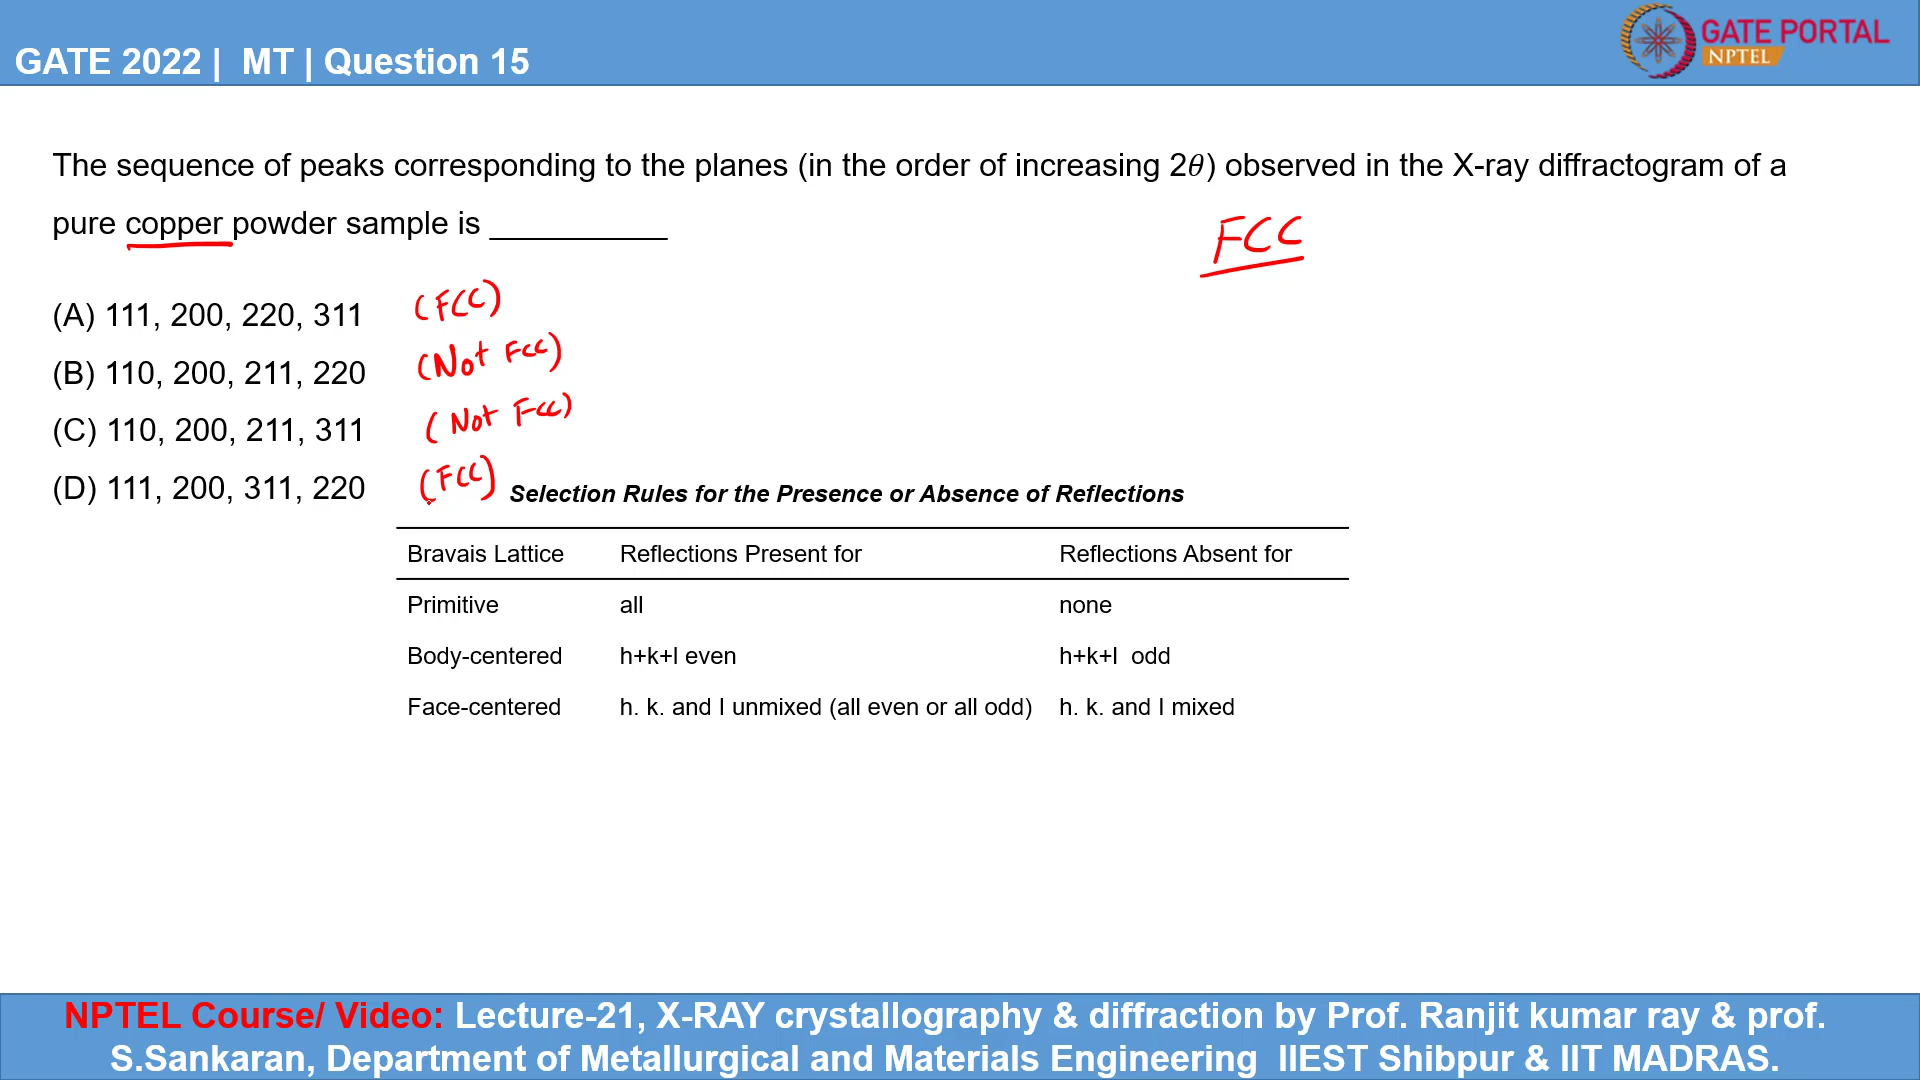 GATE 2022 | MT | Question 15
GATE PORTAL
NPTEL
The sequence of peaks corresponding to the planes (in the order of increasing 2θ) observed in the X-ray diffractogram of a
pure copper powder sample is ___________
FCC
(A) 111, 200, 220, 311 (FCC)
(B) 110, 200, 211, 220 (Not FCC)
(C) 110, 200, 211, 311 (Not FCC)
(D) 111, 200, 311, 220 (FCC)
Selection Rules for the Presence or Absence of Reflections
Bravais Lattice Reflections Present for Reflections Absent for
Primitive all none
Body-centered h+k+l even h+k+l odd
Face-centered h. k. and l unmixed (all even or all odd) h. k. and l mixed
NPTEL Course/ Video: Lecture-21, X-RAY crystallography & diffraction by Prof. Ranjit kumar ray & prof.
S.Sankaran, Department of Metallurgical and Materials Engineering IIEST Shibpur & IIT MADRAS.